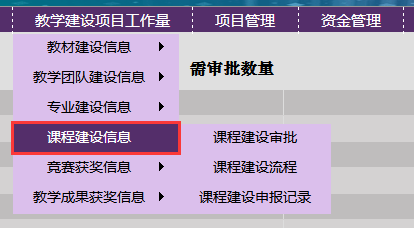 教学建设项目工作量 项目管理 资金管理
教材建设信息
教学团队建设信息 需审批数量
专业建设信息
课程建设信息 课程建设审批
竞赛获奖信息 课程建设流程
教学成果获奖信息 课程建设申报记录